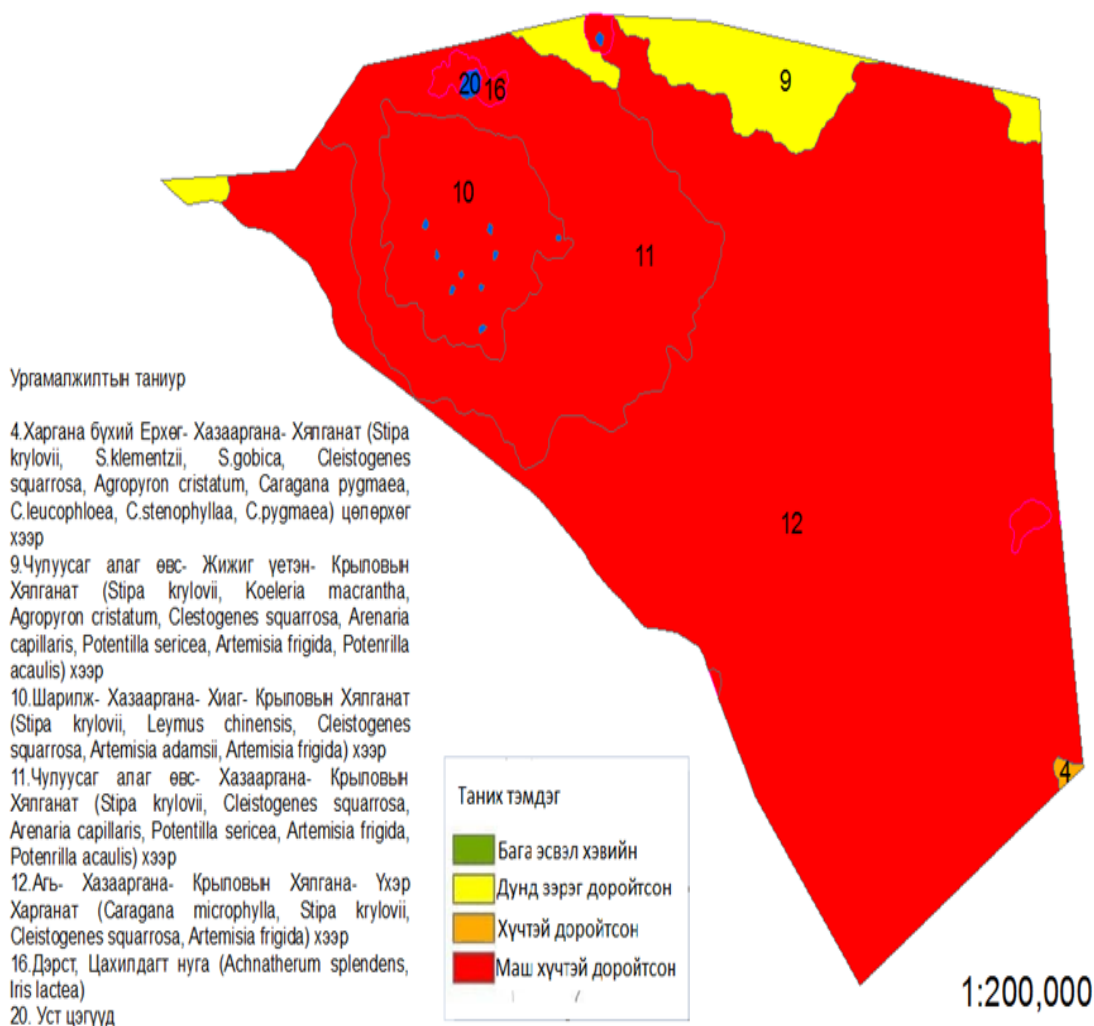 9
20 16
10
11
12
4
Ургамалжилтын таниур
4.Харгана бүхий Ерхөг- Хазааргана- Хялганат (Stipa
krylovii, S.klementzii, S.gobica, Cleistogenes
squarrosa, Agropyron cristatum, Caragana pygmaea,
C.leucophloea, C.stenophyllaa, C.pygmaea) цөлөрхөг
хээр
9.Чулуусаг алаг өвс- Жижиг үетэн- Крыловын
Хялганат (Stipa krylovii, Koeleria macrantha,
Agropyron cristatum, Clestogenes squarrosa, Arenaria
capillaris, Potentilla sericea, Artemisia frigida, Potenrilla
acaulis) хээр
10.Шарилж- Хазааргана- Хиаг- Крыловын Хялганат
(Stipa krylovii, Leymus chinensis, Cleistogenes
squarrosa, Artemisia adamsii, Artemisia frigida) хээр
11.Чулуусаг алаг өвс- Хазааргана- Крыловын
Хялганат (Stipa krylovii, Cleistogenes squarrosa,
Arenaria capillaris, Potentilla sericea, Artemisia frigida,
Potenrilla acaulis) хээр
12.Агь- Хазааргана- Крыловын Хялгана- Үхэр
Харганат (Caragana microphylla, Stipa krylovii,
Cleistogenes squarrosa, Artemisia frigida) хээр
16.Дэрст, Цахилдагт нуга (Achnatherum splendens,
Iris lactea)
20. Уст цэгүүд
Таних тэмдэг
Бага эсвэл хэвийн
Дунд зэрэг доройтсон
Хүчтэй доройтсон
Маш хүчтэй доройтсон
1:200,000